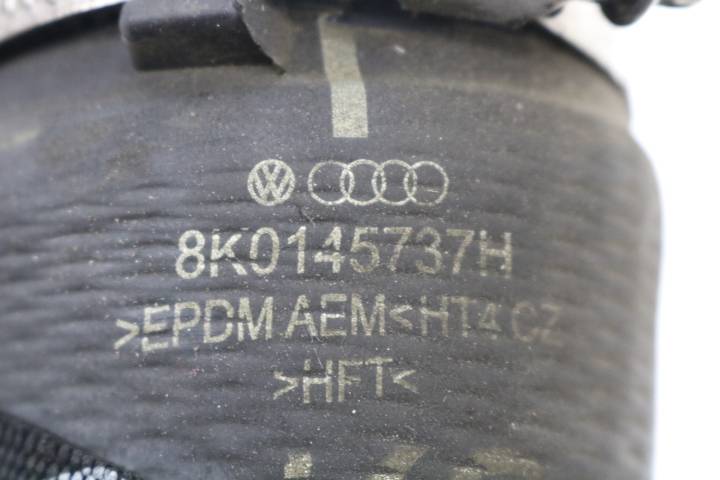 8K0145737H
>EPDM AEM<HT4 CZ
>HFT<